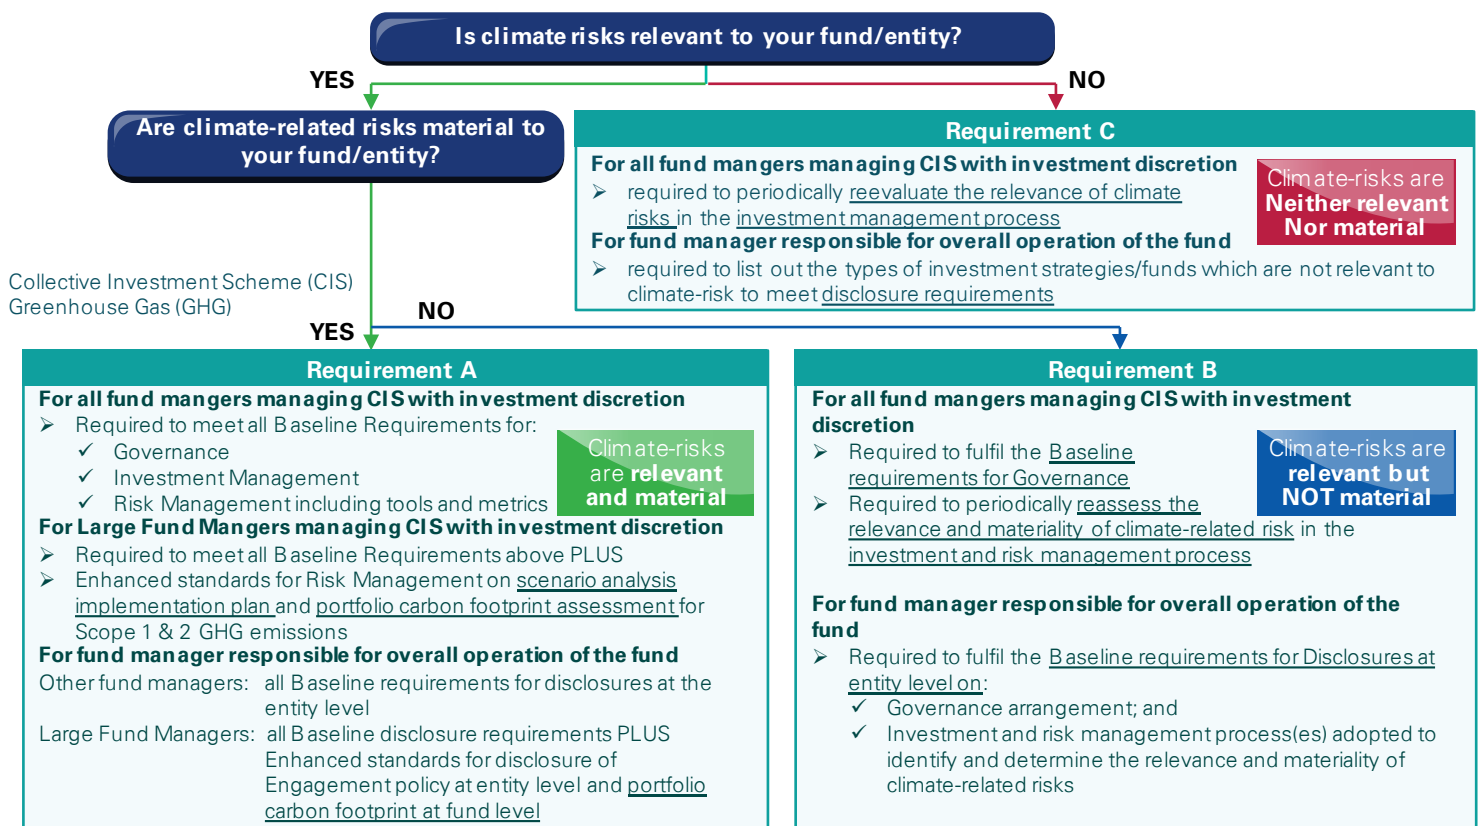 Is climate risks relevant to your fund/entity?
YES
NO
Are climate-related risks material to
your fund/entity?
Requirement C
For all fund mangers managing CIS with investment discretion
➢ required to periodically reevaluate the relevance of climate
risks in the investment management process
For fund manager responsible for overall operation of the fund
➢ required to list out the types of investment strategies/funds which are not relevant to
climate-risk to meet disclosure requirements
Climate-risks are
Neither relevant
Nor material
Collective Investment Scheme (CIS)
Greenhouse Gas (GHG)
NO
YES
Requirement A
For all fund mangers managing CIS with investment discretion
➢ Required to meet all Baseline Requirements for:
✓ Governance
✓ Investment Management
✓ Risk Management including tools and metrics
Climate-risks
are relevant
and material
For Large Fund Mangers managing CIS with investment discretion
➢ Required to meet all Baseline Requirements above PLUS
➢ Enhanced standards for Risk Management on scenario analysis
implementation plan and portfolio carbon footprint assessment for
Scope 1 & 2 GHG emissions
For fund manager responsible for overall operation of the fund
Other fund managers: all Baseline requirements for disclosures at the
entity level
Large Fund Managers: all Baseline disclosure requirements PLUS
Enhanced standards for disclosure of
Engagement policy at entity level and portfolio
carbon footprint at fund level
Requirement B
For all fund mangers managing CIS with investment
discretion
➢ Required to fulfil the Baseline
requirements for Governance
➢ Required to periodically reassess the
relevance and materiality of climate-related risk in the
investment and risk management process
Climate-risks are
relevant but
NOT material
For fund manager responsible for overall operation of the
fund
➢ Required to fulfil the Baseline requirements for Disclosures at
entity level on:
✓ Governance arrangement; and
✓ Investment and risk management process(es) adopted to
identify and determine the relevance and materiality of
climate-related risks